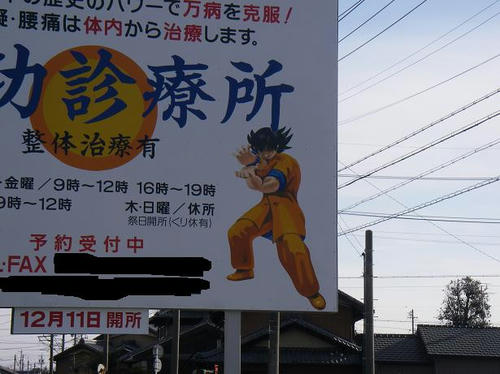 の歴史のパワーで万病を克服！
・腰痛は体内から治療します。
功診療所
整体治療有
・金曜／9時〜12時 16時〜19時
9時〜12時 木・日曜／休所
祭日開所(くり休有)
予約受付中
・FAX
12月11日開所